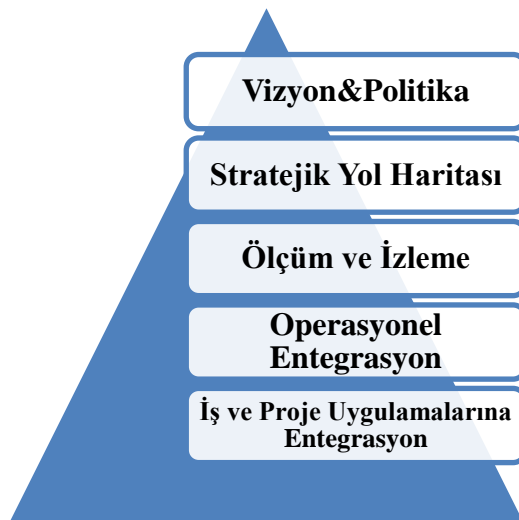 Vizyon&Politika
Stratejik Yol Haritası
Ölçüm ve İzleme
Operasyonel
Entegrasyon
İş ve Proje Uygulamalarına
Entegrasyon